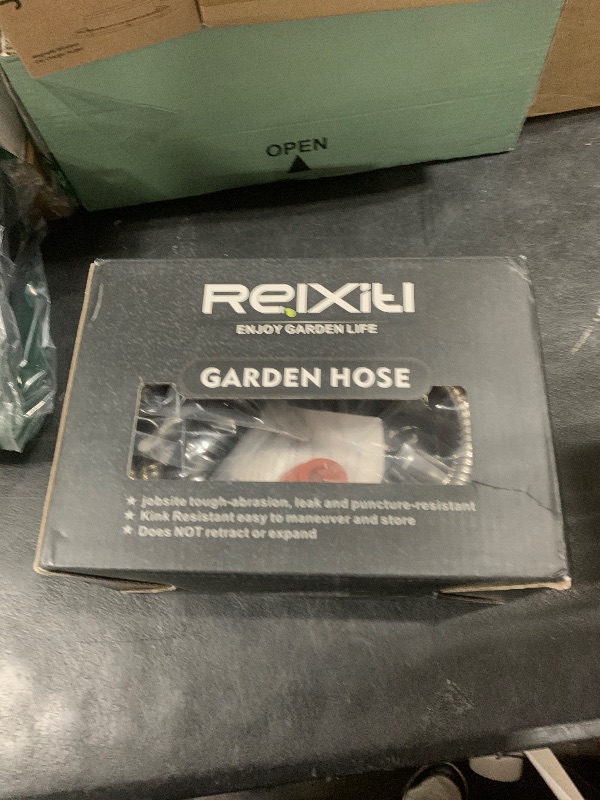 OPEN
ReIXitI
ENJOY GARDEN LIFE
GARDEN HOSE
★ jobsite tough-abrasion, leak and puncture-resistant
★ Kink Resistant easy to maneuver and store
★ Does NOT retract or expand